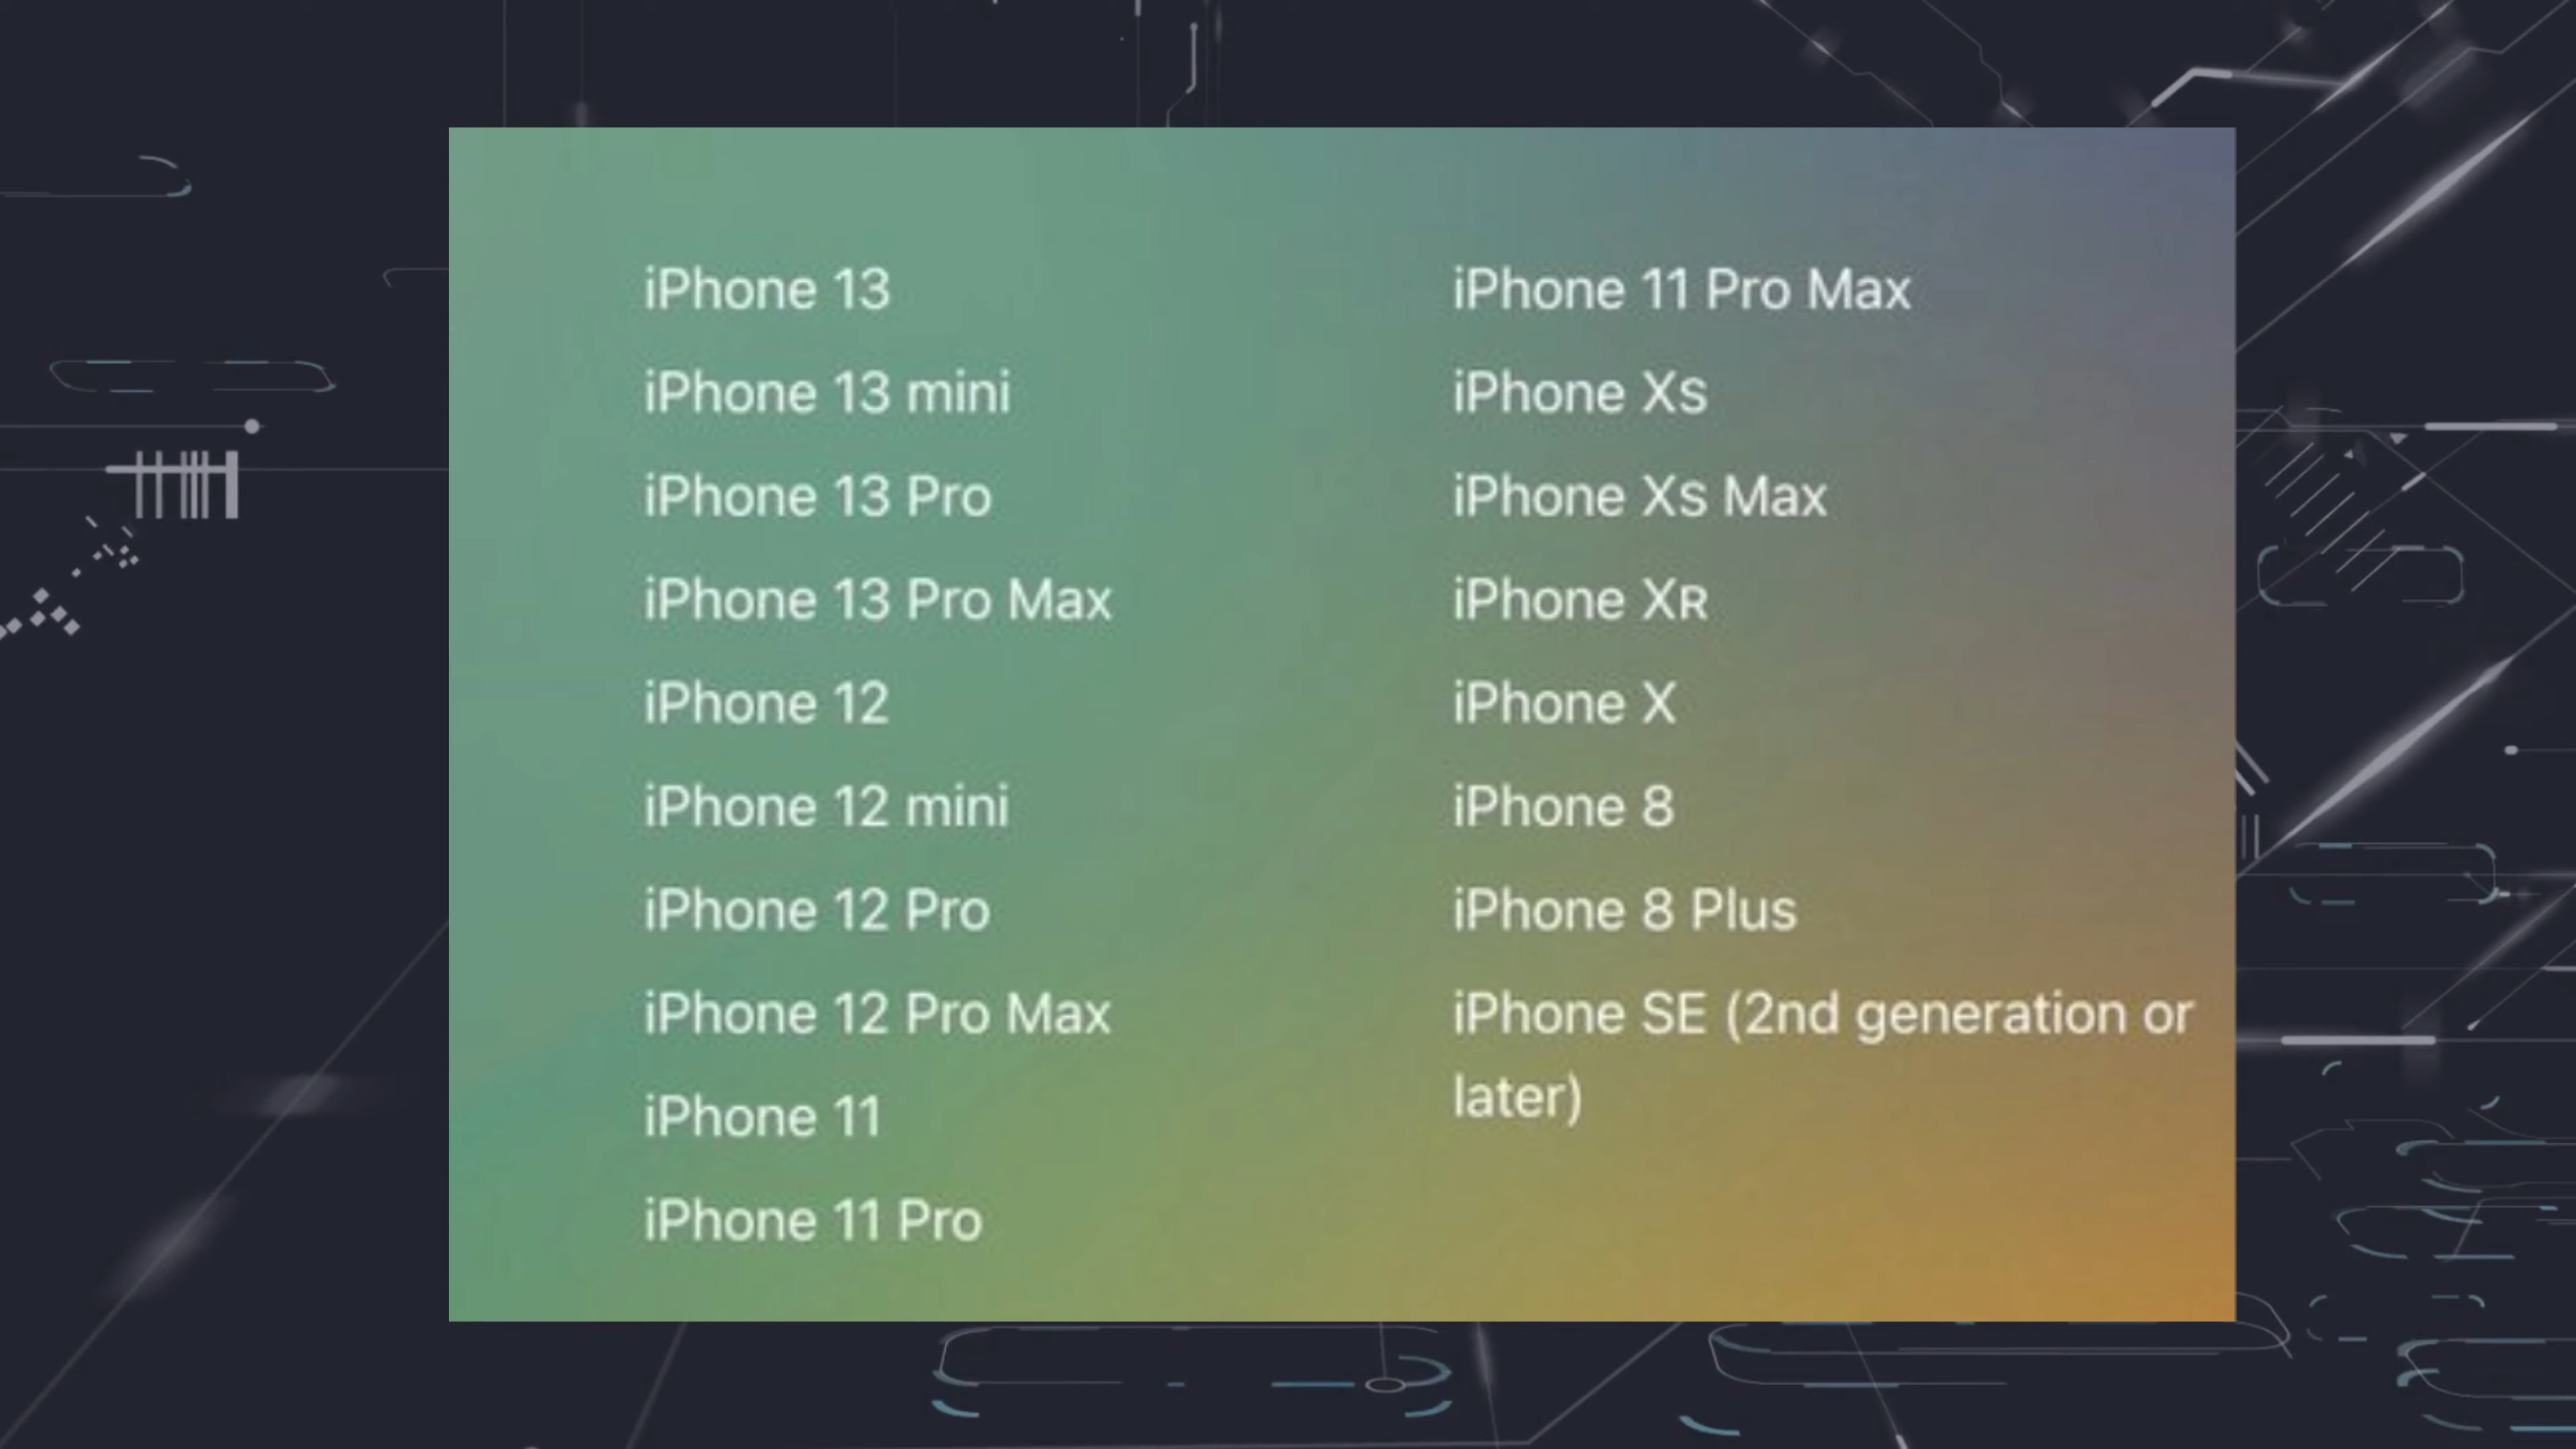 iPhone 13
iPhone 13 mini
iPhone 13 Pro
iPhone 13 Pro Max
iPhone 12
iPhone 12 mini
iPhone 12 Pro
iPhone 12 Pro Max
iPhone 11
iPhone 11 Pro
iPhone 11 Pro Max
iPhone Xs
iPhone Xs Max
iPhone XR
iPhone X
iPhone 8
iPhone 8 Plus
iPhone SE (2nd generation or
later)